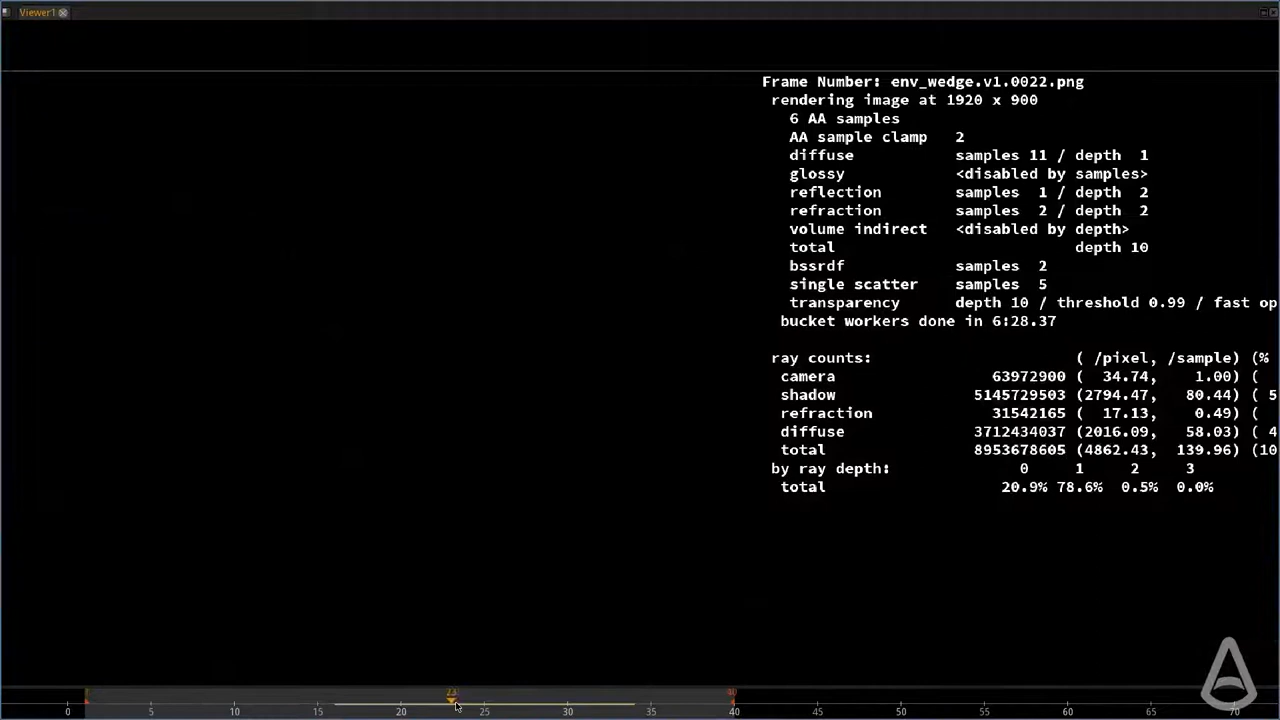 Viewer1
Frame Number: env_wedge.v1.0022.png
rendering image at 1920 x 900
6 AA samples
AA sample clamp 2
diffuse samples 11 / depth 1
glossy <disabled by samples>
reflection samples 1 / depth 2
refraction samples 2 / depth 2
volume indirect <disabled by depth>
total depth 10
bssrdf samples 2
single scatter samples 5
transparency depth 10 / threshold 0.99 / fast op
bucket workers done in 6:28.37
ray counts: ( /pixel, /sample) (%
camera 63972900 ( 34.74, 1.00) (
shadow 5145729503 (2794.47, 80.44) ( 5
refraction 31542165 ( 17.13, 0.49) (
diffuse 3712434037 (2016.09, 58.03) ( 4
total 8953678605 (4862.43, 139.96) (10
by ray depth: 0 1 2 3
total 20.9% 78.6% 0.5% 0.0%
23 40
0 5 10 15 20 25 30 35 40 45 50 55 60 65 70